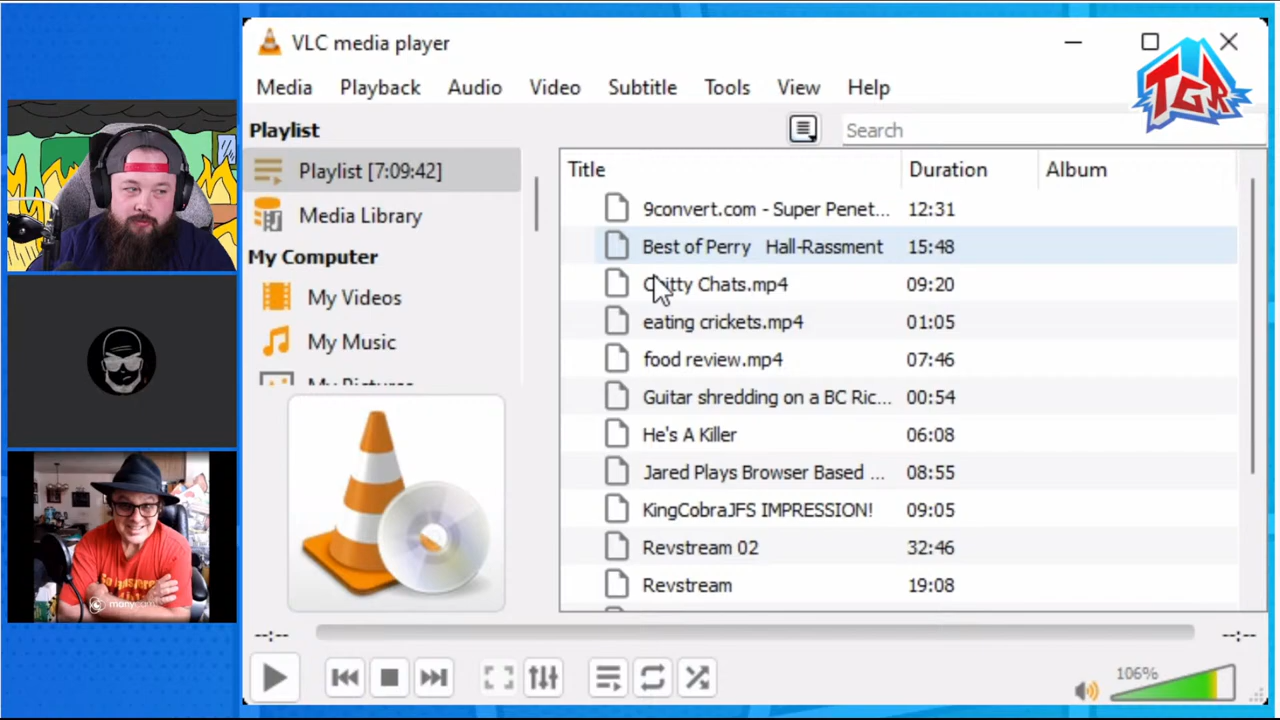 VLC media player
TGR
Media Playback Audio Video Subtitle Tools View Help
Playlist
Search
Playlist [7:09:42]
Media Library
My Computer
My Videos
My Music
My Pictures
Title Duration Album
9convert.com - Super Penet... 12:31
Best of Perry Hall-Rassment 15:48
Chats.mp4 09:20
eating crickets.mp4 01:05
food review.mp4 07:46
Guitar shredding on a BC Ric... 00:54
He's A Killer 06:08
Jared Plays Browser Based ... 08:55
KingCobraJFS IMPRESSION! 09:05
Revstream 02 32:46
Revstream 19:08
--:--
--:--
106%